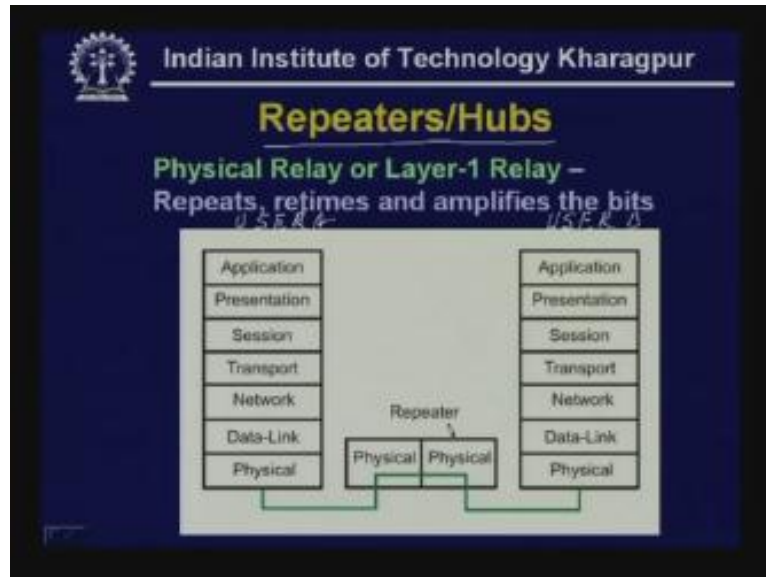 Indian Institute of Technology Kharagpur
Repeaters/Hubs
Physical Relay or Layer-1 Relay –
Repeats, retimes and amplifies the bits
USER A USER B
Application Application
Presentation Presentation
Session Session
Transport Transport
Network Network
Repeater
Data-Link Data-Link
Physical Physical Physical Physical